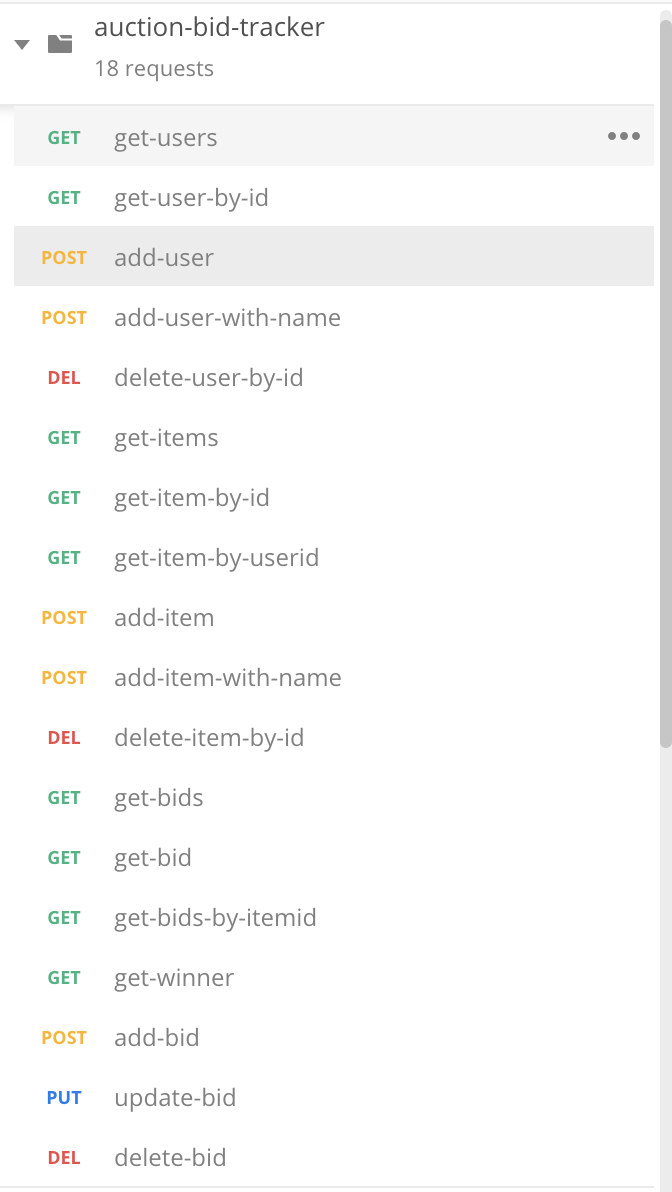 auction-bid-tracker
18 requests
GET get-users
GET get-user-by-id
POST add-user
POST add-user-with-name
DEL delete-user-by-id
GET get-items
GET get-item-by-id
GET get-item-by-userid
POST add-item
POST add-item-with-name
DEL delete-item-by-id
GET get-bids
GET get-bid
GET get-bids-by-itemid
GET get-winner
POST add-bid
PUT update-bid
DEL delete-bid